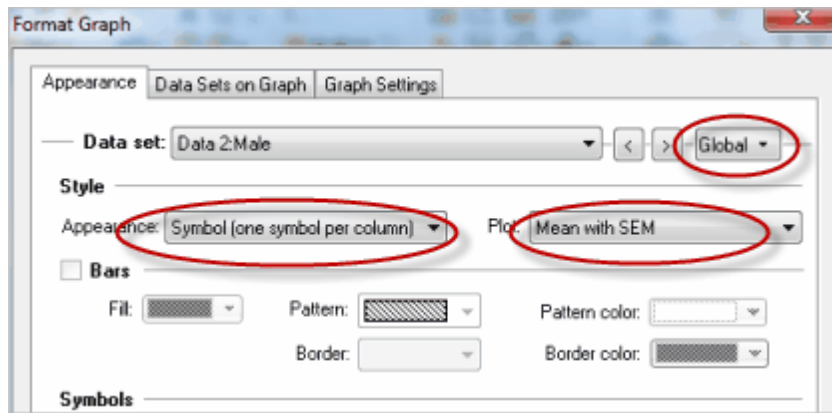 Format Graph
Appearance Data Sets on Graph Graph Settings
Data set: Data 2:Male < > Global
Style
Appearance: Symbol (one symbol per column) Plot: Mean with SEM
Bars
Fill: Pattern: Pattern color:
Border: Border color:
Symbols